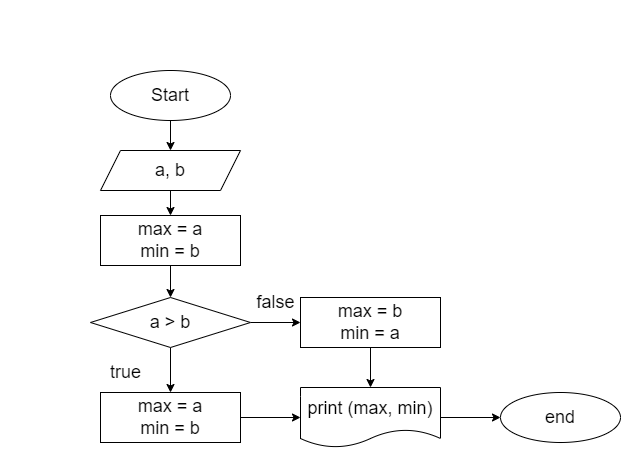 Start
a, b
max = a
min = b
a > b
false
max = b
min = a
true
max = a
min = b
print (max, min)
end